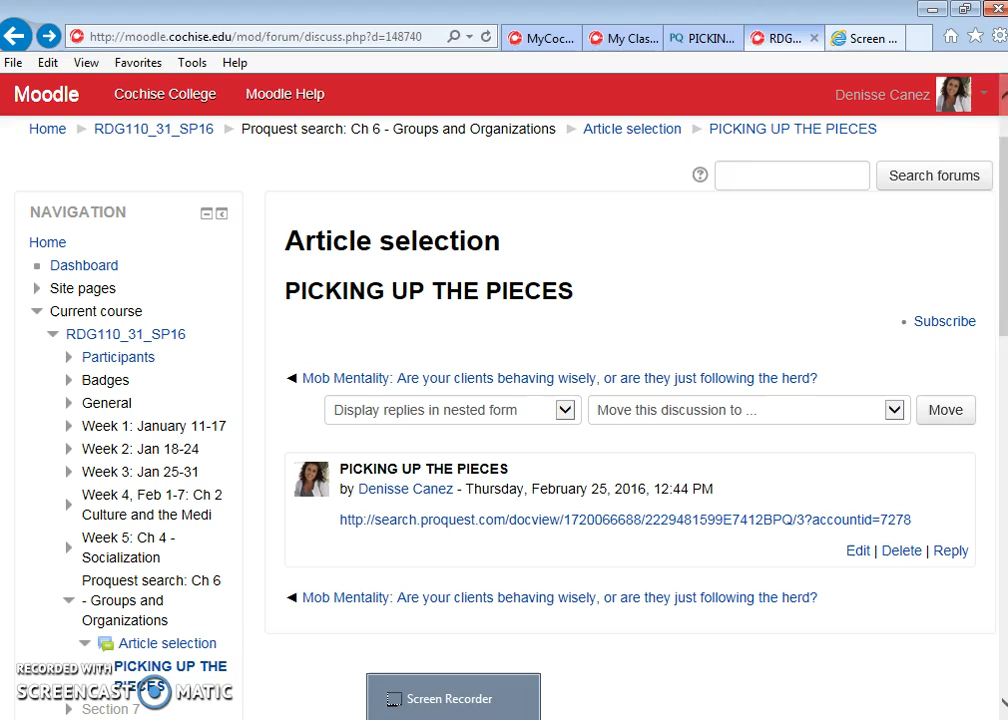 http://moodle.cochise.edu/mod/forum/discuss.php?d=148740
MyCoc...
My Class...
PQ PICKIN...
RDG...
Screen ...
File Edit View Favorites Tools Help
Moodle Cochise College Moodle Help Denisse Canez
Home RDG110_31_SP16 Proquest search: Ch 6 - Groups and Organizations Article selection PICKING UP THE PIECES
Search forums
NAVIGATION
Home
Dashboard
Site pages
Current course
RDG110_31_SP16
Participants
Badges
General
Week 1: January 11-17
Week 2: Jan 18-24
Week 3: Jan 25-31
Week 4, Feb 1-7: Ch 2
Culture and the Medi
Week 5: Ch 4 -
Socialization
Proquest search: Ch 6
- Groups and
Organizations
Article selection
PICKING UP THE
PIECES
Section 7
RECORDED WITH
SCREENCAST MATIC
Article selection
PICKING UP THE PIECES
Subscribe
Mob Mentality: Are your clients behaving wisely, or are they just following the herd?
Display replies in nested form
Move this discussion to ...
Move
PICKING UP THE PIECES
by Denisse Canez - Thursday, February 25, 2016, 12:44 PM
http://search.proquest.com/docview/1720066688/2229481599E7412BPQ/3?accountid=7278
Edit | Delete | Reply
Mob Mentality: Are your clients behaving wisely, or are they just following the herd?
Screen Recorder